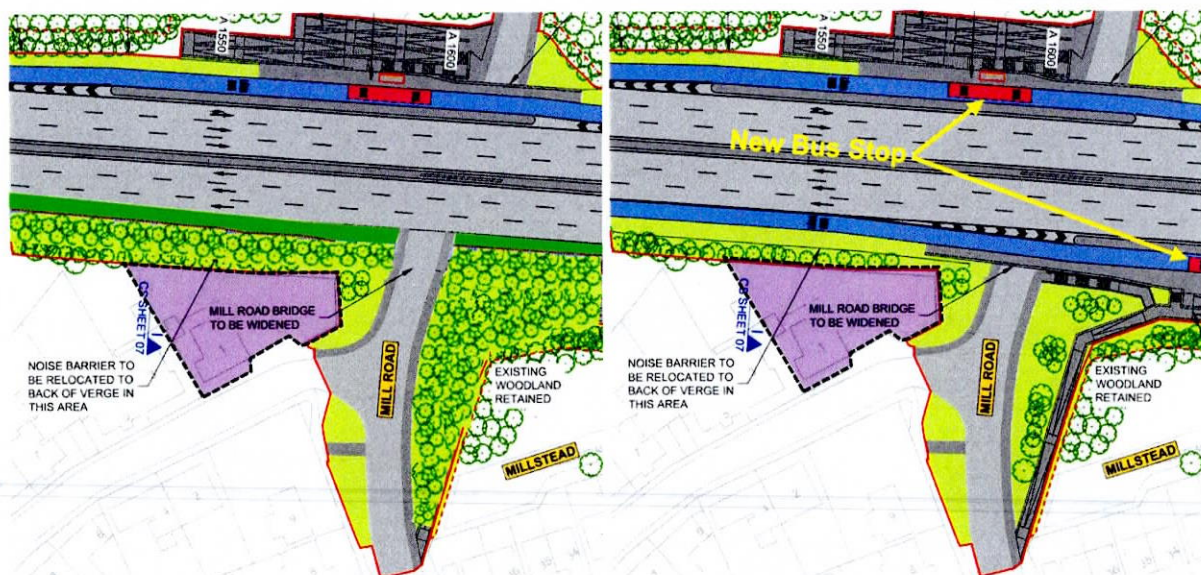 A 1550
A 1600
MILL ROAD BRIDGE
TO BE WIDENED
CS SHEET 07
NOISE BARRIER TO
BE RELOCATED TO
BACK OF VERGE IN
THIS AREA
MILL ROAD
EXISTING
WOODLAND
RETAINED
MILLSTEAD
A 1550
A 1600
New Bus Stop
MILL ROAD BRIDGE
TO BE WIDENED
CS SHEET 07
NOISE BARRIER TO
BE RELOCATED TO
BACK OF VERGE IN
THIS AREA
MILL ROAD
EXISTING
WOODLAND
RETAINED
MILLSTEAD